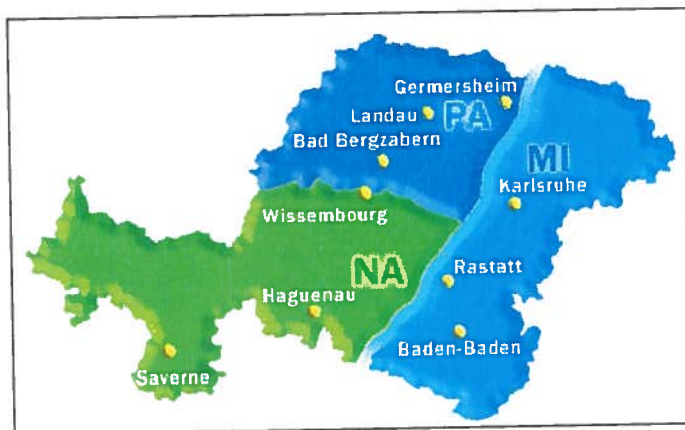 Germersheim
Landau
PA
Bad Bergzabern
MI
Karlsruhe
Wissembourg
NA
Rastatt
Haguenau
Baden-Baden
Saverne